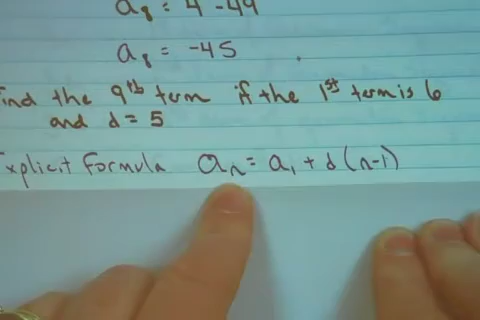 a₈ = 4 - 49
a₈ = -45
Find the 9th term if the 1st term is 6
and d = 5
Explicit Formula aₙ = a₁ + d(n-1)